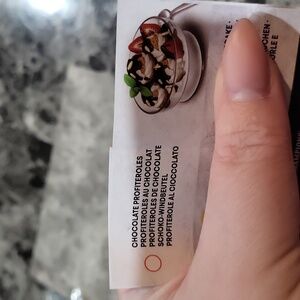 CHOCOLATE PROFITEROLES
PROFITEROLES AU CHOCOLAT
PROFITEROLES DE CHOCOLATE
SCHOKO-WINDBEUTEL
PROFITEROLE AL CIOCCOLATO